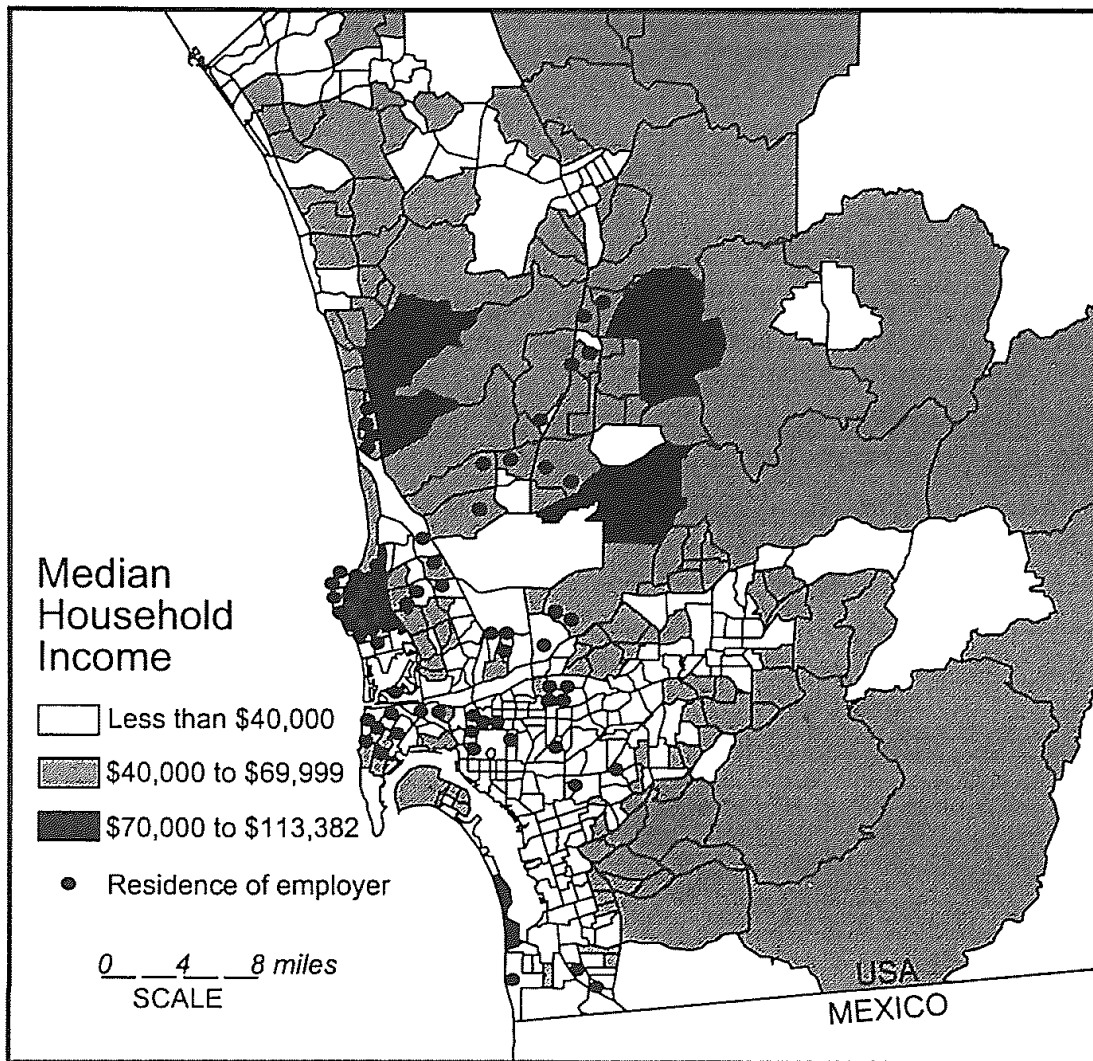 Median
Household
Income
Less than $40,000
$40,000 to $69,999
$70,000 to $113,382
Residence of employer
0 4 8 miles
SCALE
USA
MEXICO